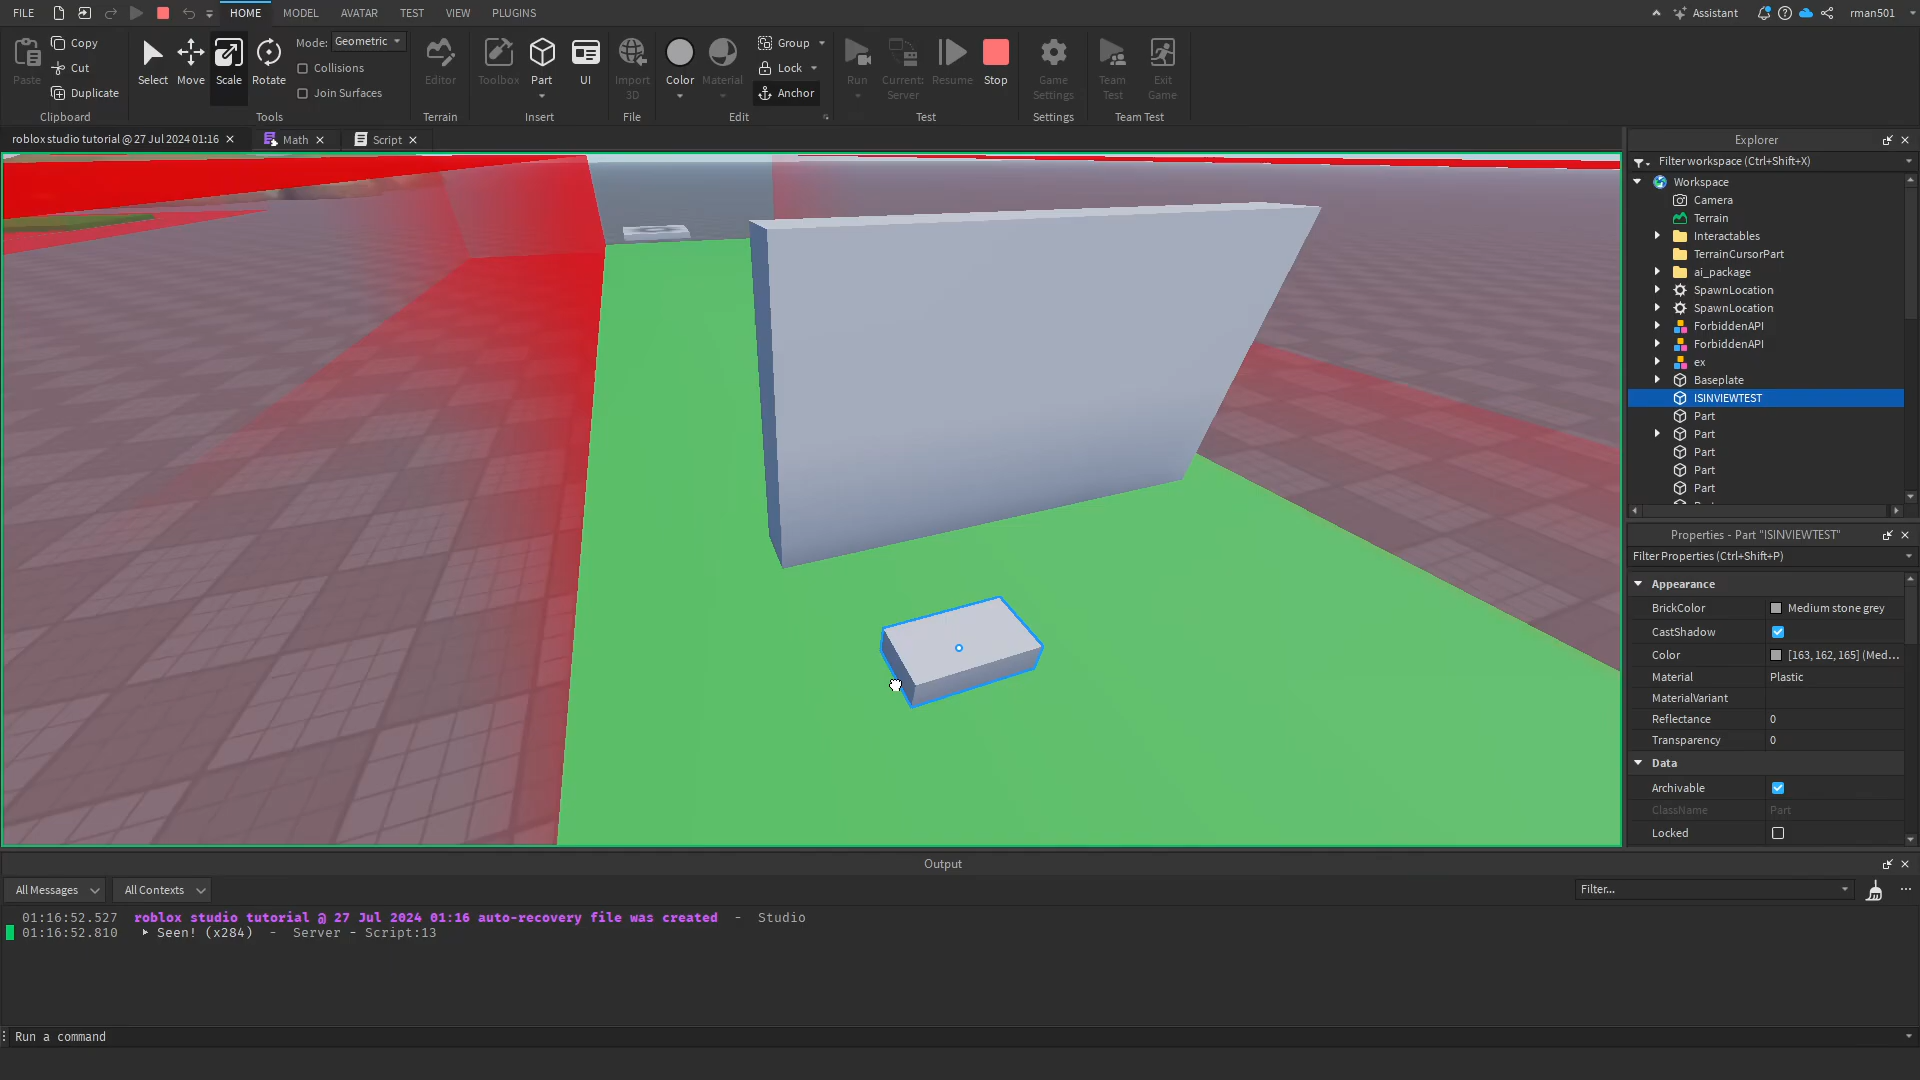 FILE HOME MODEL AVATAR TEST VIEW PLUGINS Assistant rman501
Paste Copy Cut Duplicate Clipboard
Select Move Scale Rotate Mode: Geometric Collisions Join Surfaces Tools
Editor Terrain
Toolbox Part UI Insert
Import 3D File
Color Material Group Lock Anchor Edit
Run Current: Server Resume Stop Test
Game Settings Settings
Team Test Exit Game Team Test
roblox studio tutorial @ 27 Jul 2024 01:16 Math Script
Explorer
Filter workspace (Ctrl+Shift+X)
Workspace
Camera
Terrain
Interactables
TerrainCursorPart
ai_package
SpawnLocation
SpawnLocation
ForbiddenAPI
ForbiddenAPI
ex
Baseplate
ISINVIEWTEST
Part
Part
Part
Part
Part
Properties - Part "ISINVIEWTEST"
Filter Properties (Ctrl+Shift+P)
Appearance
BrickColor Medium stone grey
CastShadow
Color [163, 162, 165] (Med...
Material Plastic
MaterialVariant
Reflectance 0
Transparency 0
Data
Archivable
ClassName Part
Locked
Output
All Messages All Contexts Filter...
01:16:52.527 roblox studio tutorial @ 27 Jul 2024 01:16 auto-recovery file was created - Studio
01:16:52.810 Seen! (x284) - Server - Script:13
Run a command